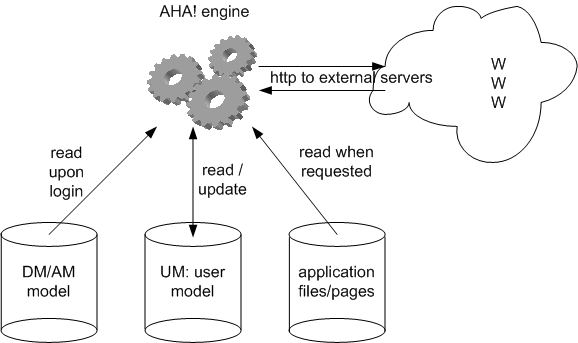 AHA! engine
http to external servers
W
W
W
read
upon
login
read /
update
read when
requested
DM/AM
model
UM: user
model
application
files/pages